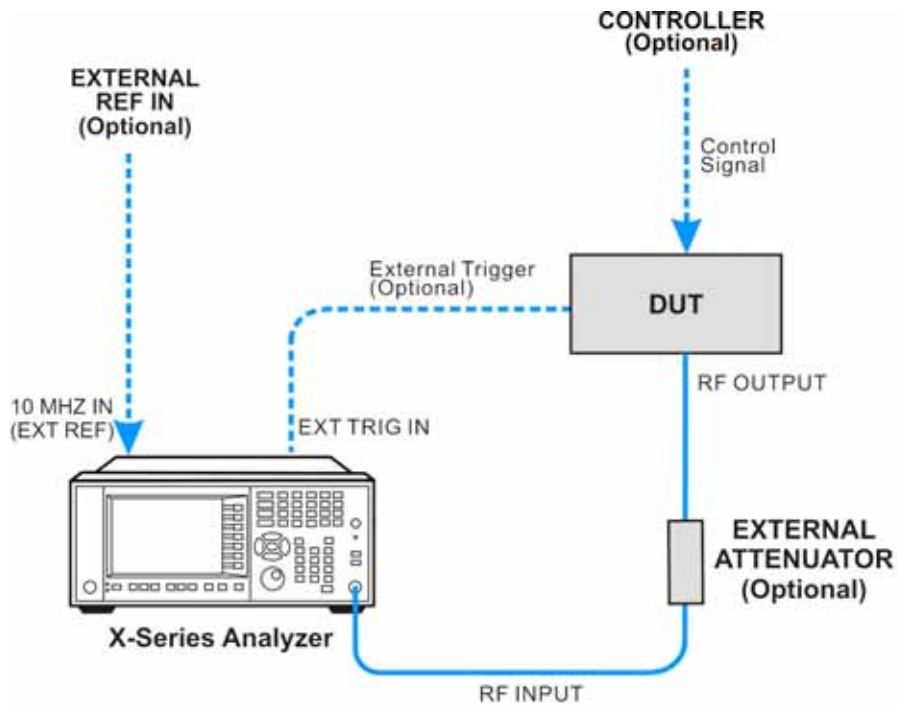 CONTROLLER
(Optional)
EXTERNAL
REF IN
(Optional)
Control
Signal
External Trigger
(Optional)
DUT
RF OUTPUT
10 MHZ IN
(EXT REF)
EXT TRIG IN
EXTERNAL
ATTENUATOR
(Optional)
X-Series Analyzer
RF INPUT